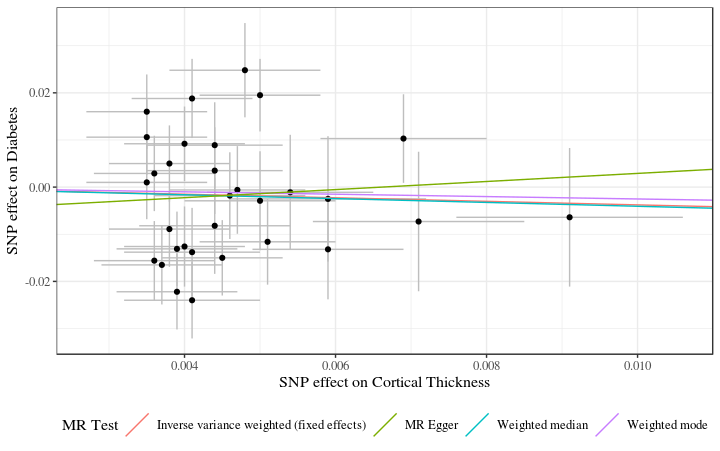 SNP effect on Diabetes
0.02
0.00
-0.02
0.004 0.006 0.008 0.010
SNP effect on Cortical Thickness
MR Test Inverse variance weighted (fixed effects) MR Egger Weighted median Weighted mode